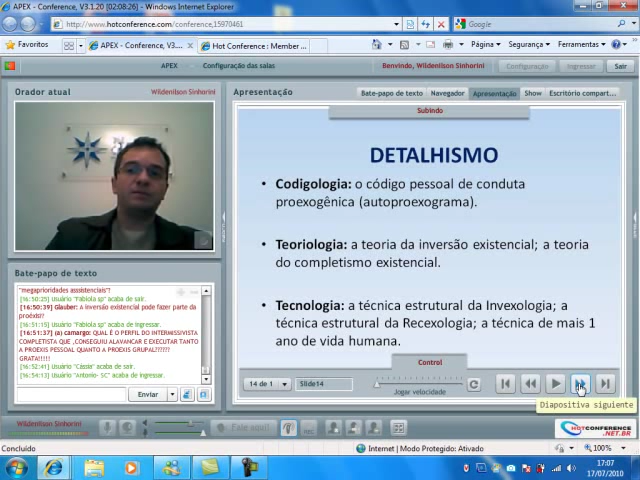 APEX - Conference, V3.1.20 [02:08:26] - Windows Internet Explorer
http://www.hotconference.com/conference,15970461
Google
Favoritos
APEX - Conference, V3....
Hot Conference : Member ...
Página
Segurança
Ferramentas
APEX
Configuração das salas
Benvindo, Wildenilson Sinhorini
Configuração
Ingressar
Sair
Orador atual
Wildenilson Sinhorini
Apresentação
Bate-papo de texto
Navegador
Apresentação
Show
Escritório compart...
Subindo
DETALHISMO
• Codigologia: o código pessoal de conduta
proexogênica (autoproexograma).
• Teoriologia: a teoria da inversão existencial; a teoria
do completismo existencial.
• Tecnologia: a técnica estrutural da Invexologia; a
técnica estrutural da Recexologia; a técnica de mais 1
ano de vida humana.
Bate-papo de texto
"megaprioridades asssistenciais"!
[16:50:29] Usuário "Fabiola sp" acaba de sair.
[16:50:39] Glauber: A inversão existencial pode fazer parte da
proéxis?
[16:51:15] Usuário "Fabiola sp" acaba de ingressar.
[16:51:37] (a) camargo: QUAL É O PERFIL DO INTERMISSIVISTA
COMPLETISTA QUE ,CONSEGUIU ALAVANCAR E EXECUTAR TANTO
A PROEXIS PESSOAL QUANTO A PROEXIS GRUPAL??????
GRATA!!!!!
[16:52:41] Usuário "Cássia" acaba de sair.
[16:54:13] Usuário "Antonio- SC" acaba de ingressar.
Enviar
Control
14 de 1
Slide14
Jogar velocidade
Diapositiva siguiente
Wildenilson Sinhorini
Fale aqui!
REC
HOTCONFERENCE
.NET.BR
Concluído
Internet | Modo Protegido: Ativado
100%
17:07
17/07/2010